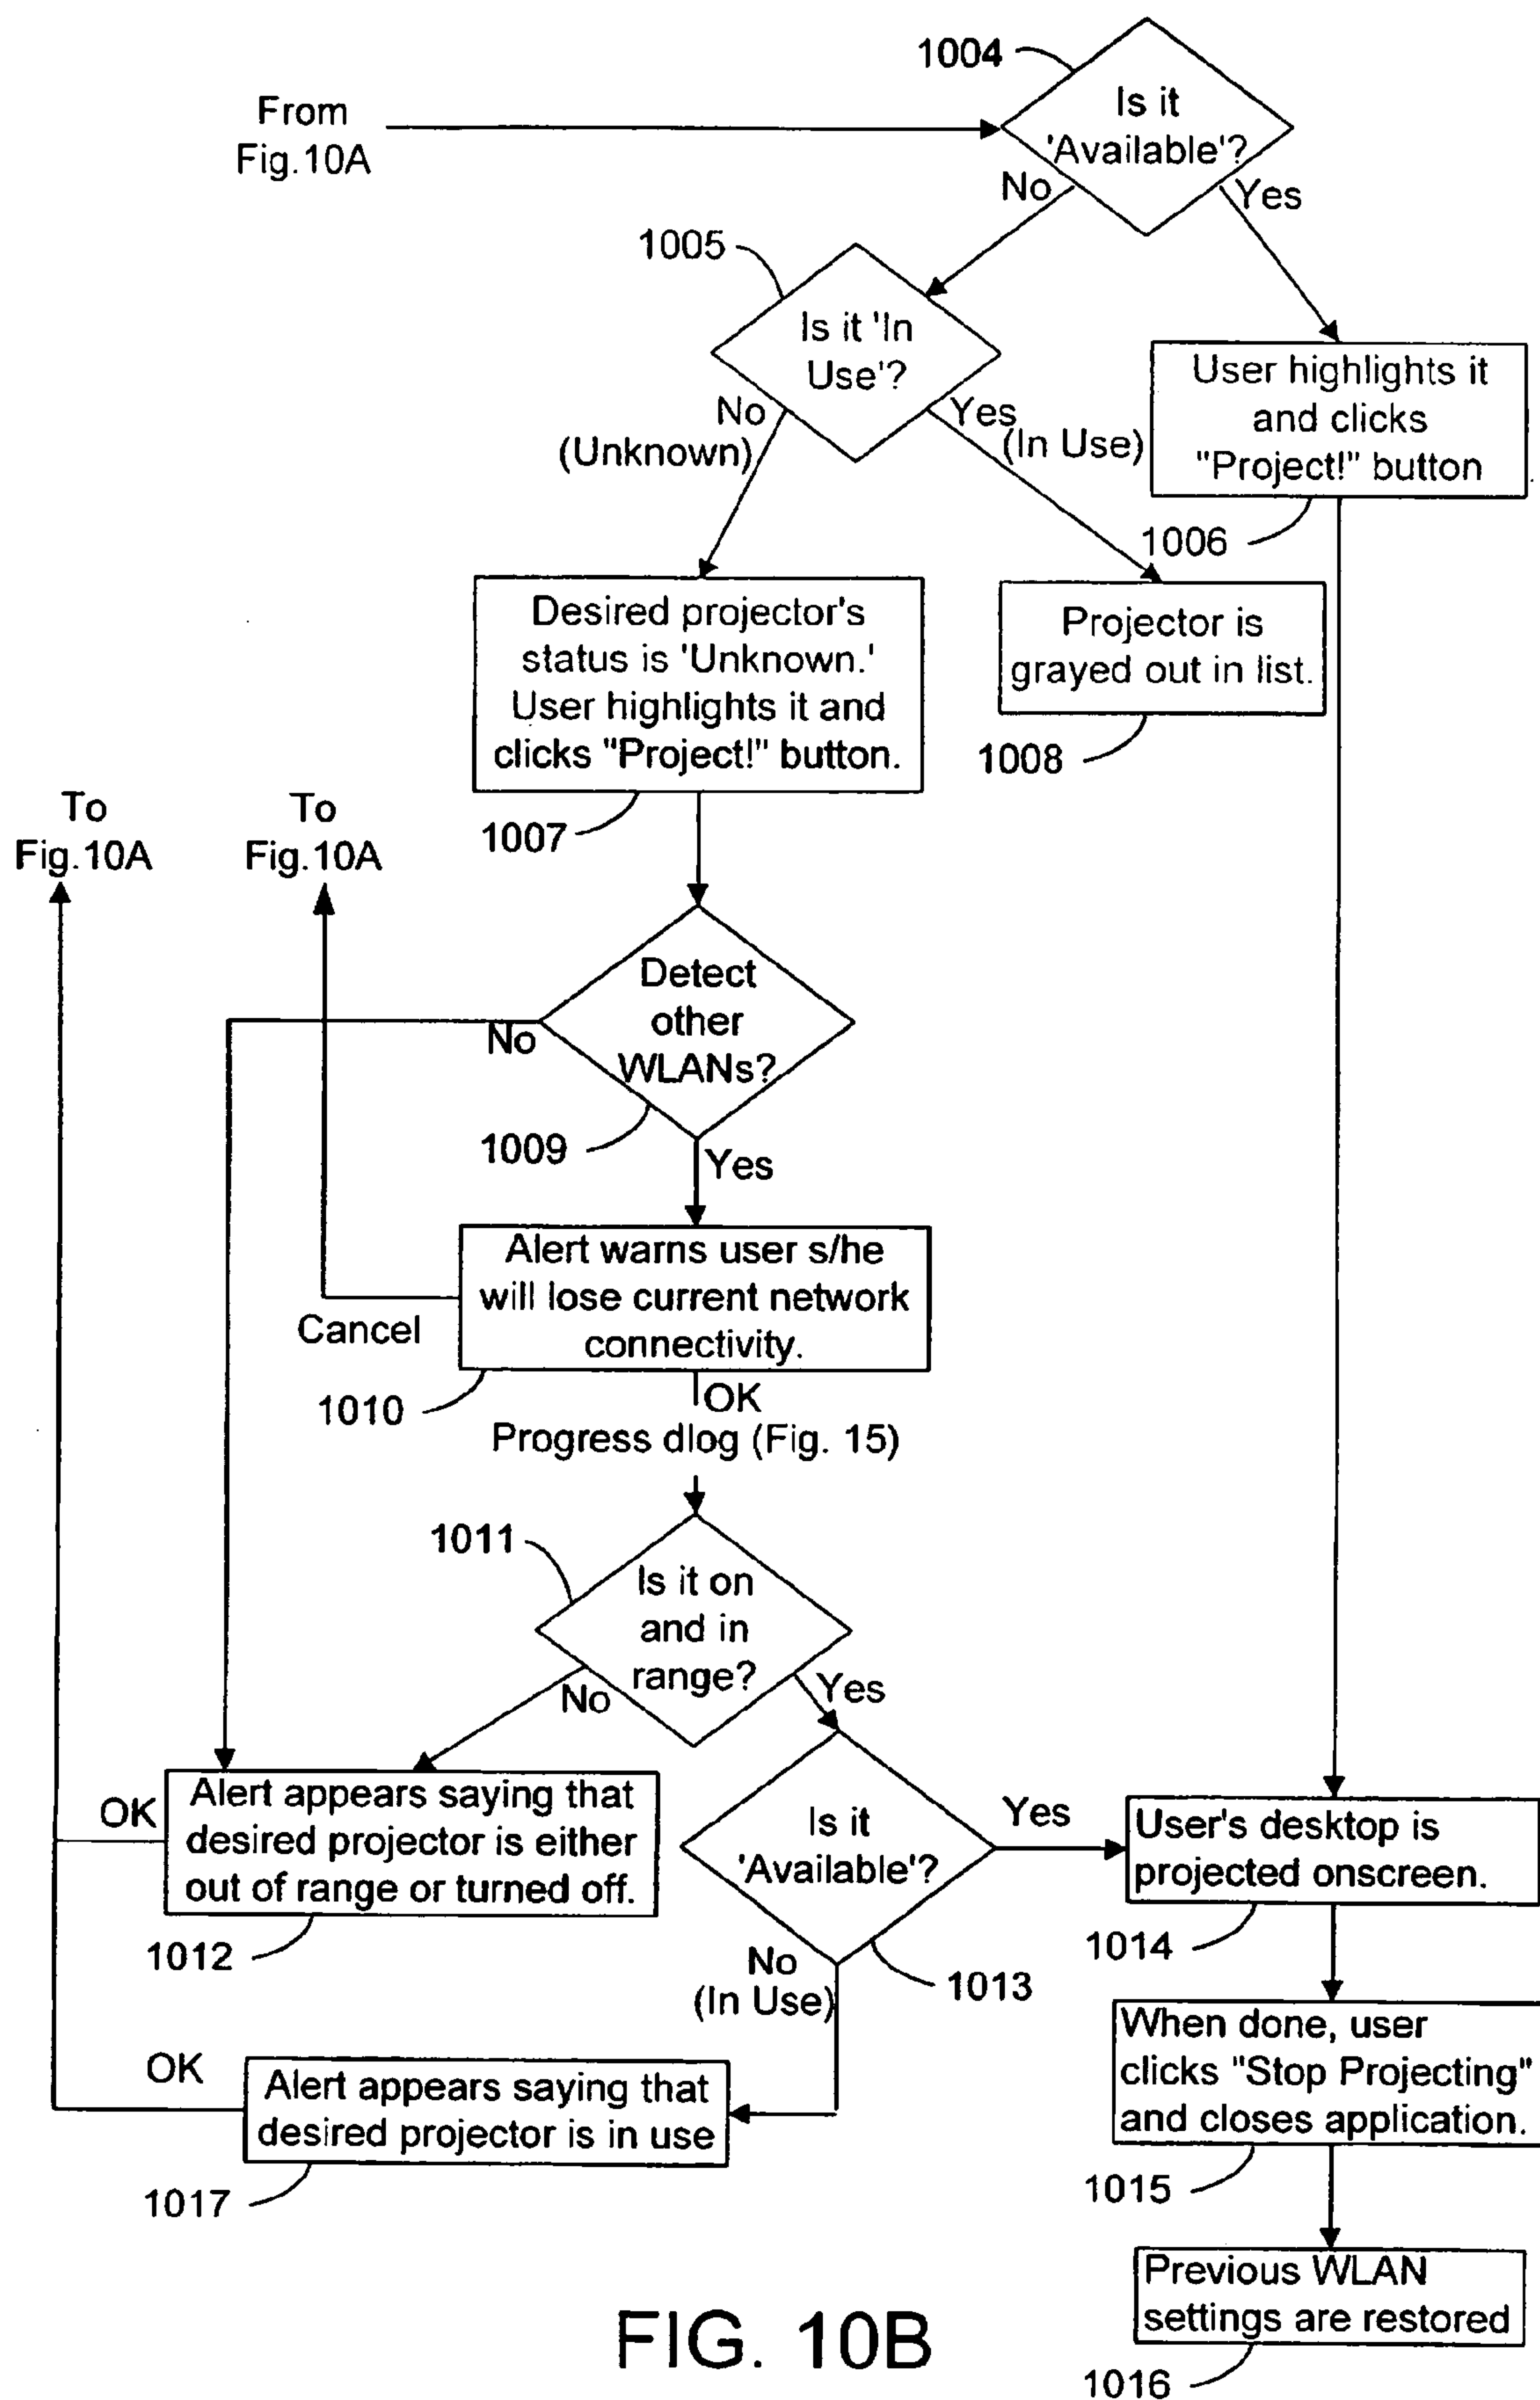 1004
Is it
'Available'?
From
Fig.10A
No
Yes
1005
Is it 'In
Use'?
No
(Unknown)
Yes
(In Use)
User highlights it
and clicks
"Project!" button
1006
Desired projector's
status is 'Unknown.'
User highlights it and
clicks "Project!" button.
1007
Projector is
grayed out in list.
1008
To
Fig.10A
To
Fig.10A
Detect
other
WLANs?
No
1009
Yes
Alert warns user s/he
will lose current network
connectivity.
Cancel
1010
OK
Progress dlog (Fig. 15)
1011
Is it on
and in
range?
No
Yes
OK
Alert appears saying that
desired projector is either
out of range or turned off.
1012
Is it
'Available'?
Yes
User's desktop is
projected onscreen.
1014
No
(In Use)
1013
When done, user
clicks "Stop Projecting"
and closes application.
1015
OK
Alert appears saying that
desired projector is in use
1017
Previous WLAN
settings are restored
1016
FIG. 10B